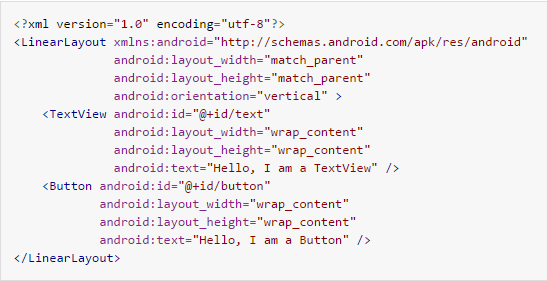 <?xml version="1.0" encoding="utf-8"?>
<LinearLayout xmlns:android="http://schemas.android.com/apk/res/android"
              android:layout_width="match_parent"
              android:layout_height="match_parent"
              android:orientation="vertical" >
    <TextView android:id="@+id/text"
              android:layout_width="wrap_content"
              android:layout_height="wrap_content"
              android:text="Hello, I am a TextView" />
    <Button android:id="@+id/button"
            android:layout_width="wrap_content"
            android:layout_height="wrap_content"
            android:text="Hello, I am a Button" />
</LinearLayout>